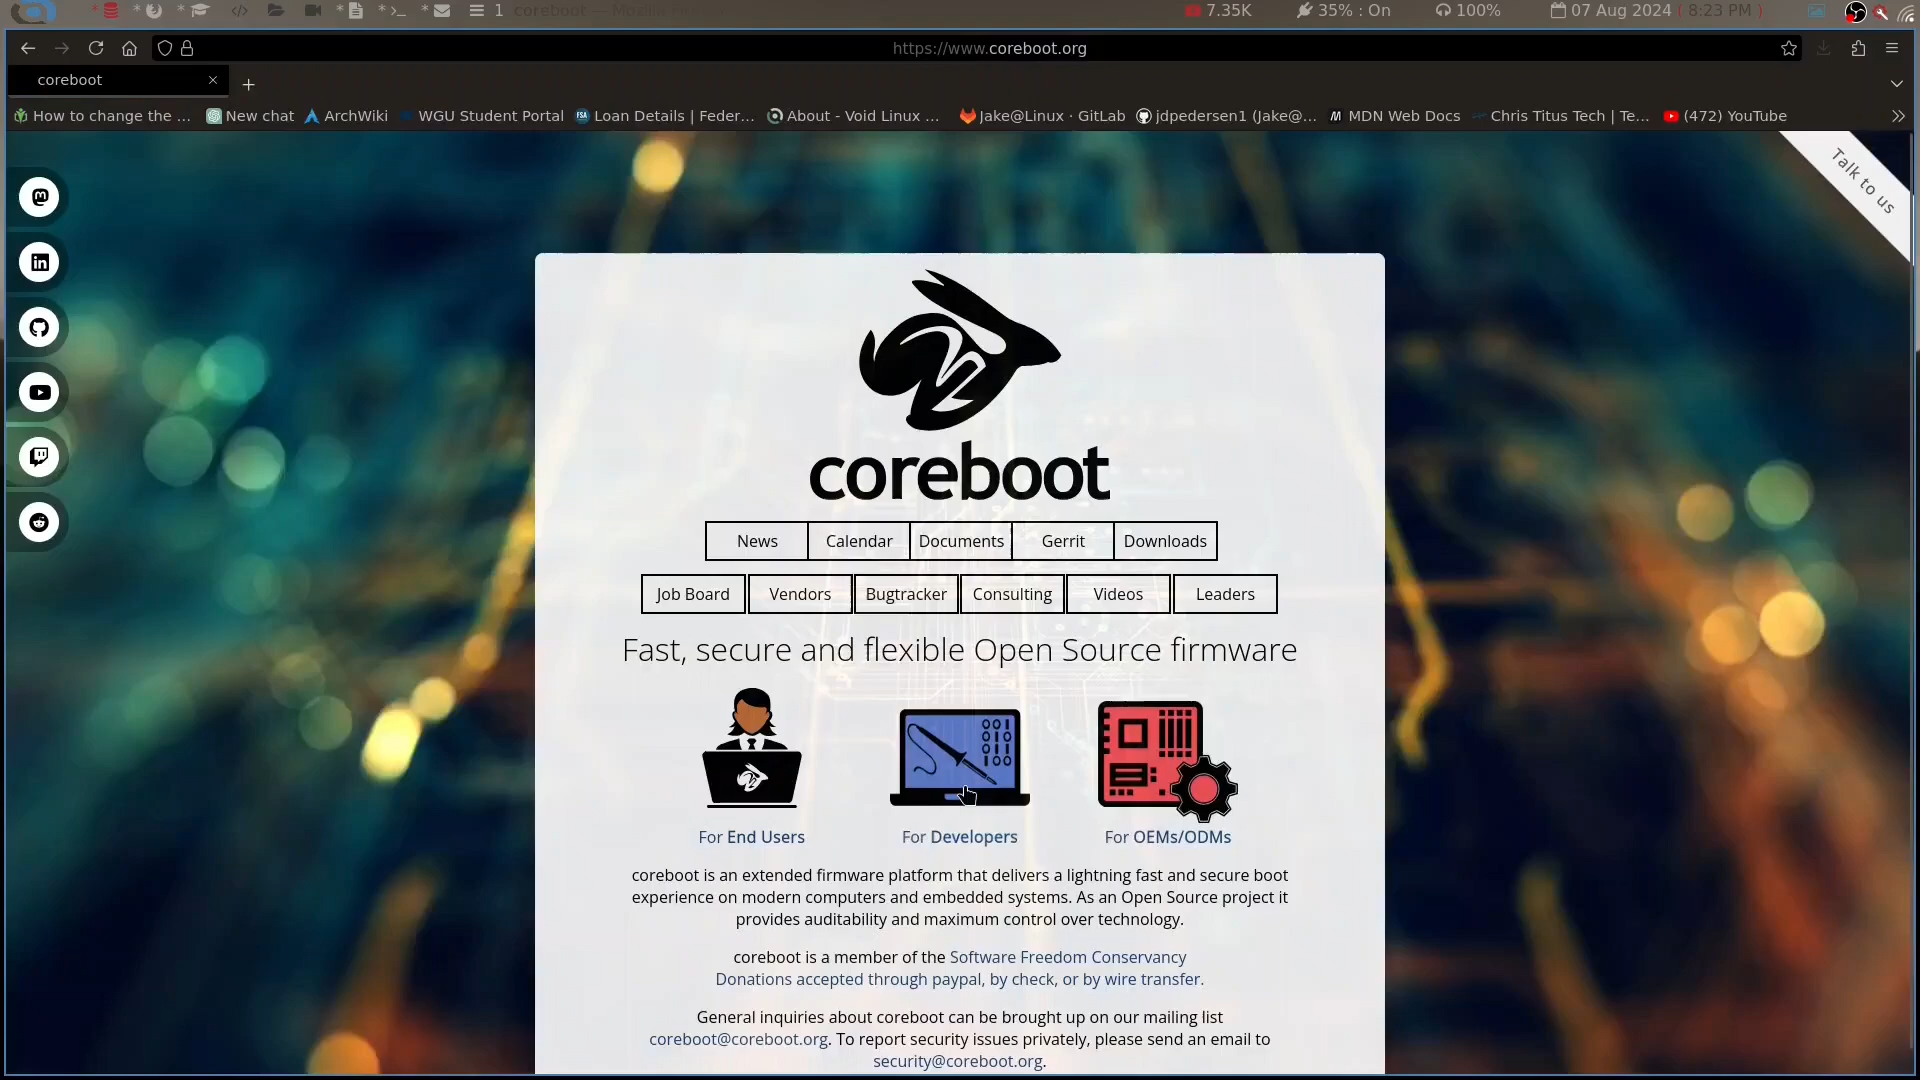 1 coreboot — Mozilla 7.35K 35% : On 100% 07 Aug 2024 ( 8:23 PM )
https://www.coreboot.org
coreboot
How to change the ... New chat ArchWiki WGU Student Portal Loan Details | Feder... About - Void Linux ... Jake@Linux · GitLab jdpedersen1 (Jake@... MDN Web Docs Chris Titus Tech | Te... (472) YouTube
Talk to us
coreboot
News Calendar Documents Gerrit Downloads
Job Board Vendors Bugtracker Consulting Videos Leaders
Fast, secure and flexible Open Source firmware
For End Users For Developers For OEMs/ODMs
coreboot is an extended firmware platform that delivers a lightning fast and secure boot
experience on modern computers and embedded systems. As an Open Source project it
provides auditability and maximum control over technology.
coreboot is a member of the Software Freedom Conservancy
Donations accepted through paypal, by check, or by wire transfer.
General inquiries about coreboot can be brought up on our mailing list
coreboot@coreboot.org. To report security issues privately, please send an email to
security@coreboot.org.